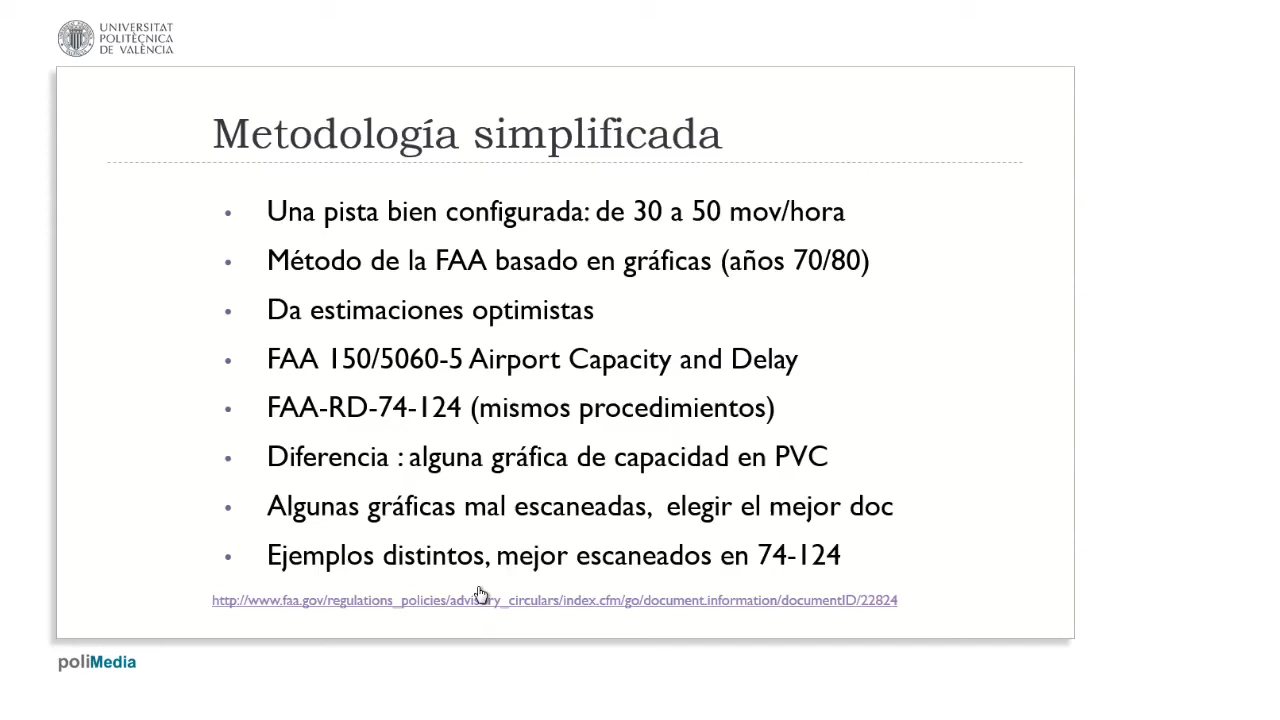 UNIVERSITAT
POLITÈCNICA
DE VALÈNCIA
Metodología simplificada
• Una pista bien configurada: de 30 a 50 mov/hora
• Método de la FAA basado en gráficas (años 70/80)
• Da estimaciones optimistas
• FAA 150/5060-5 Airport Capacity and Delay
• FAA-RD-74-124 (mismos procedimientos)
• Diferencia : alguna gráfica de capacidad en PVC
• Algunas gráficas mal escaneadas, elegir el mejor doc
• Ejemplos distintos, mejor escaneados en 74-124
http://www.faa.gov/regulations_policies/advisory_circulars/index.cfm/go/document.information/documentID/22824
poliMedia